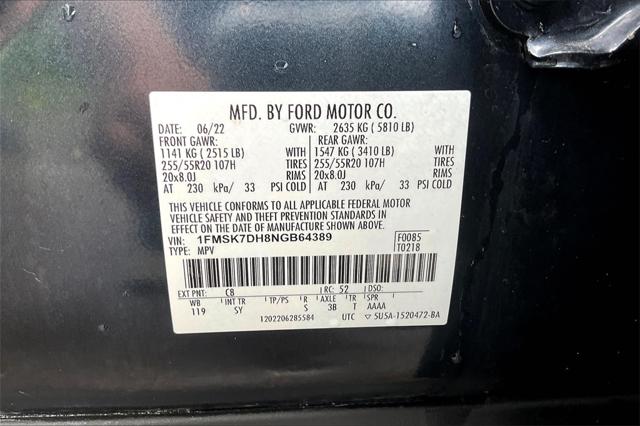 MFD. BY FORD MOTOR CO.
DATE: 06/22 GVWR: 2635 KG ( 5810 LB)
FRONT GAWR: REAR GAWR:
1141 KG ( 2515 LB) WITH 1547 KG ( 3410 LB) WITH
255/55R20 107H TIRES 255/55R20 107H TIRES
20x8.0J RIMS 20x8.0J RIMS
AT 230 kPa/ 33 PSI COLD AT 230 kPa/ 33 PSI COLD
THIS VEHICLE CONFORMS TO ALL APPLICABLE FEDERAL MOTOR
VEHICLE SAFETY AND THEFT PREVENTION STANDARDS IN
EFFECT ON THE DATE OF MANUFACTURE SHOWN ABOVE.
VIN: 1FMSK7DH8NGB64389 F0085
TYPE: MPV T0218
EXT PNT: C8 RC: 52 DSO:
WB INT TR TP/PS R AXLE TR SPR
119 SY S 3B T AAAA
1202206285584 UTC ▽ 5U5A-1520472-BA